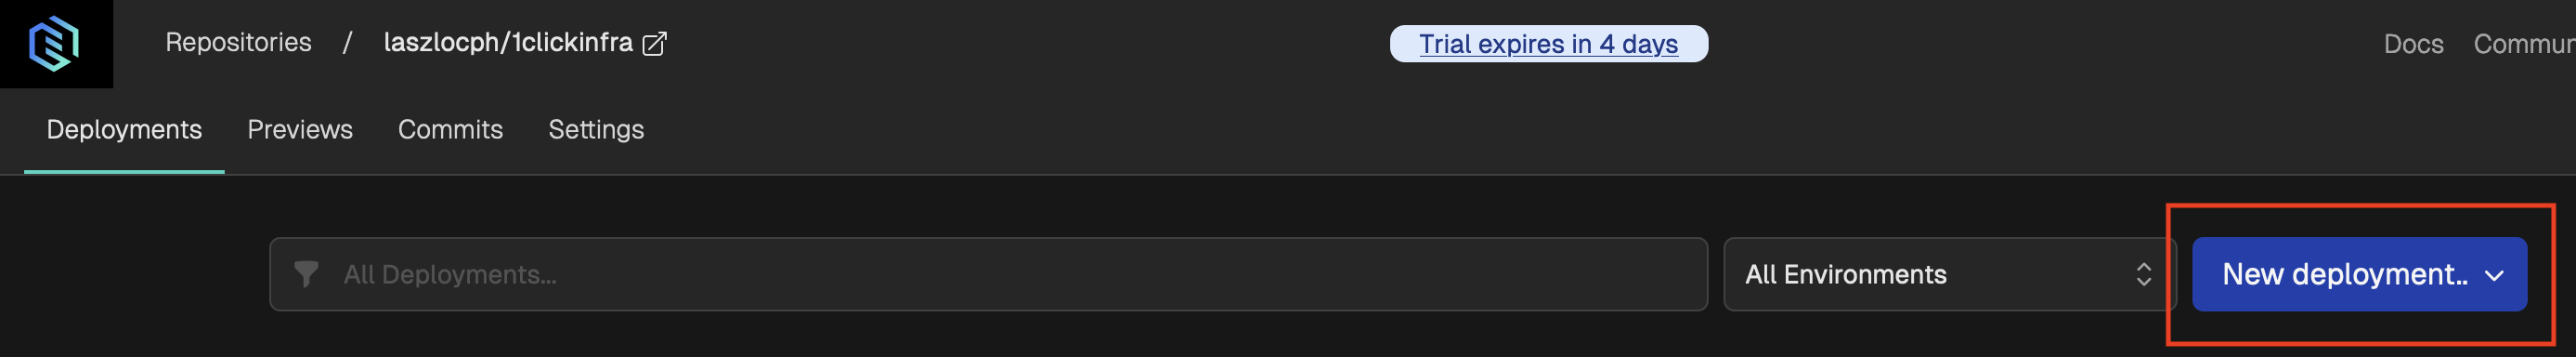 Repositories / laszlocph/1clickinfra
Trial expires in 4 days
Docs Commun
Deployments Previews Commits Settings
All Deployments...
All Environments
New deployment..